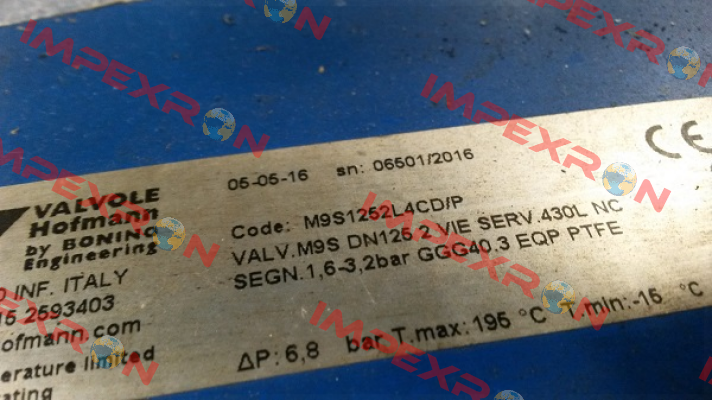 IMPEXRON
VALVOLE
Hofmann
by BONINO
Engineering
INF. ITALY
2593403
ofmann.com
erature limited
ating
05-05-16 sn: 06501/2016
Code: M9S1252L4CD/P
VALV.M9S DN125.2 VIE SERV.430L NC
SEGN.1,6-3,2bar GGG40.3 EQP PTFE
ΔP: 6,8 bar T.max: 195 °C T.min:-15 °C
CE